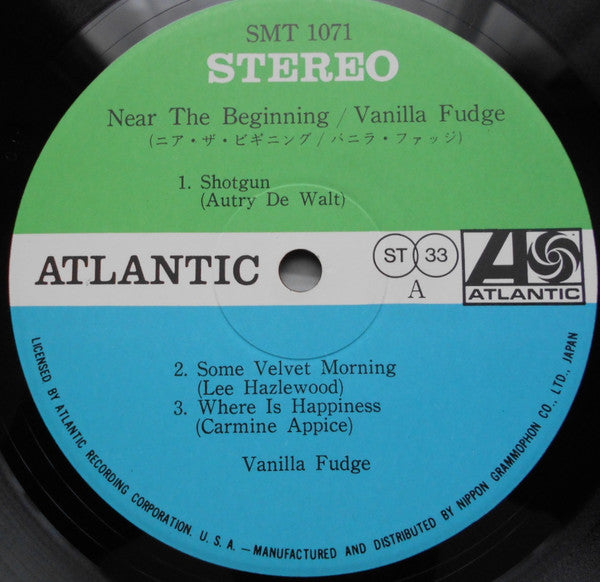 SMT 1071
STEREO
Near The Beginning / Vanilla Fudge
(ニア・ザ・ビギニング / バニラ・ファッジ)
1. Shotgun
(Autry De Walt)
ATLANTIC
ST 33
A
ATLANTIC
2. Some Velvet Morning
(Lee Hazlewood)
3. Where Is Happiness
(Carmine Appice)
Vanilla Fudge
LICENSED BY ATLANTIC RECORDING CORPORATION, U. S. A. — MANUFACTURED AND DISTRIBUTED BY NIPPON GRAMMOPHON CO., LTD., JAPAN